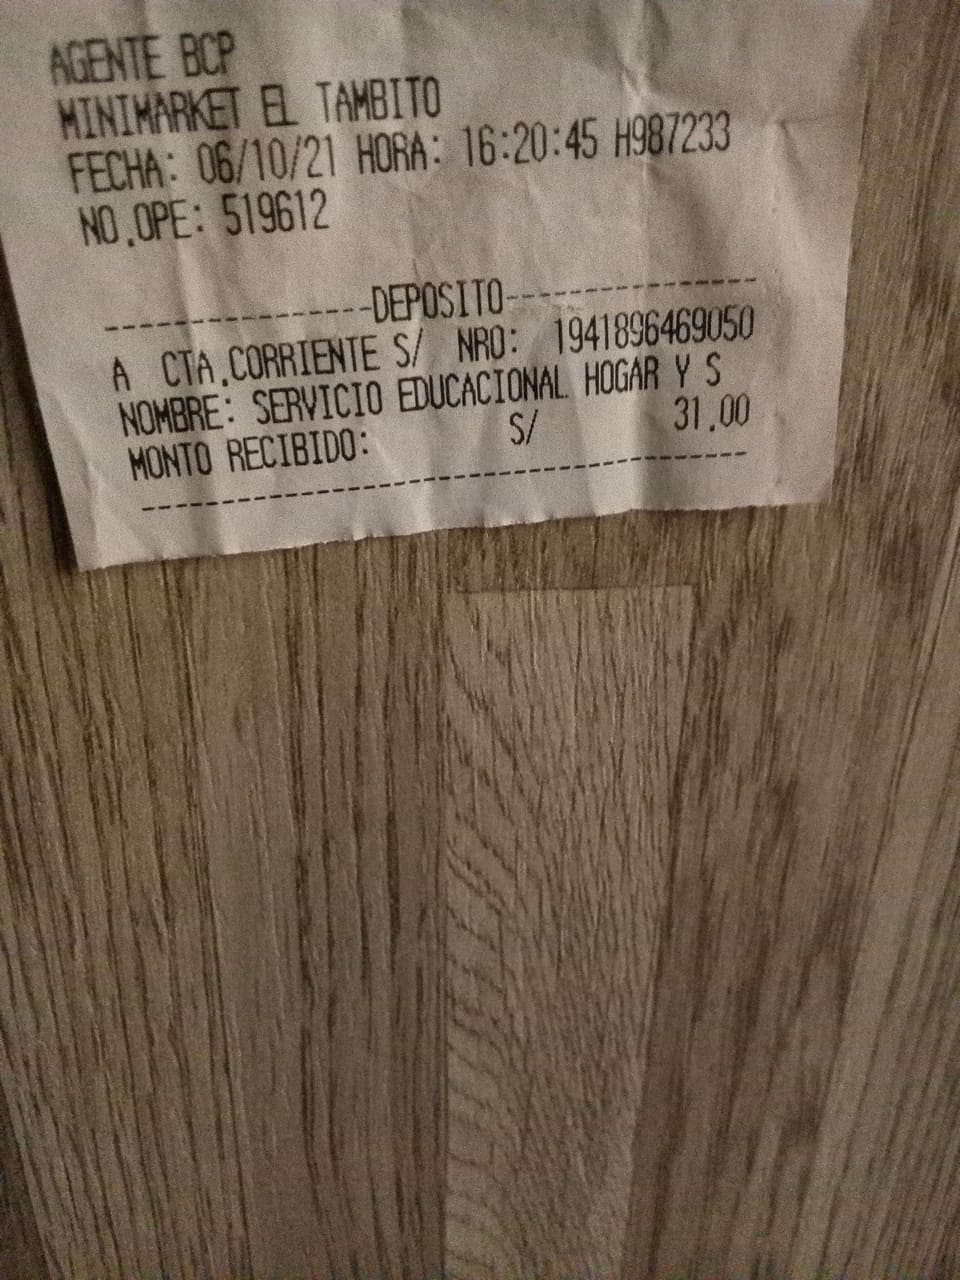 AGENTE BCP
MINIMARKET EL TAMBITO
FECHA: 06/10/21 HORA: 16:20:45 H987233
NO.OPE: 519612
----------------DEPOSITO----------------
A CTA.CORRIENTE S/ NRO: 1941896469050
NOMBRE: SERVICIO EDUCACIONAL HOGAR Y S
MONTO RECIBIDO: S/ 31.00
----------------------------------------